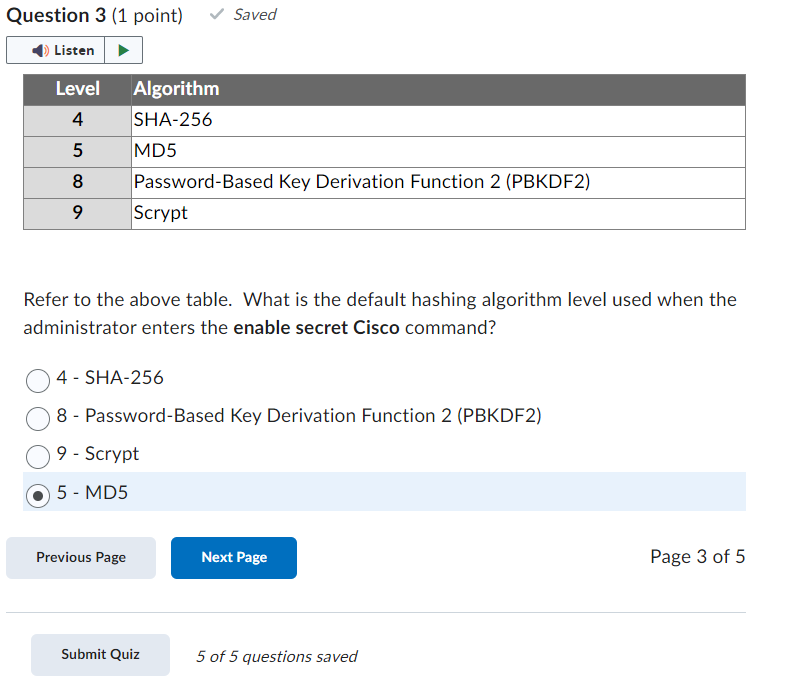 Question 3 (1 point) Saved
Listen
Level Algorithm
4 SHA-256
5 MD5
8 Password-Based Key Derivation Function 2 (PBKDF2)
9 Scrypt
Refer to the above table. What is the default hashing algorithm level used when the
administrator enters the enable secret Cisco command?
4 - SHA-256
8 - Password-Based Key Derivation Function 2 (PBKDF2)
9 - Scrypt
5 - MD5
Previous Page Next Page Page 3 of 5
Submit Quiz 5 of 5 questions saved